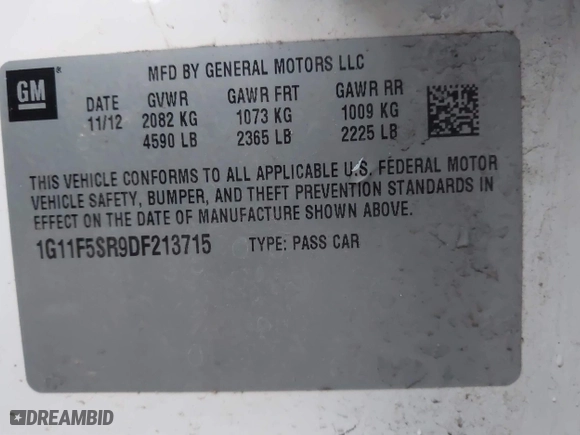 GM ®
MFD BY GENERAL MOTORS LLC
DATE GVWR GAWR FRT GAWR RR
11/12 2082 KG 1073 KG 1009 KG
4590 LB 2365 LB 2225 LB
THIS VEHICLE CONFORMS TO ALL APPLICABLE U.S. FEDERAL MOTOR
VEHICLE SAFETY, BUMPER, AND THEFT PREVENTION STANDARDS IN
EFFECT ON THE DATE OF MANUFACTURE SHOWN ABOVE.
1G11F5SR9DF213715 TYPE: PASS CAR
DREAMBID